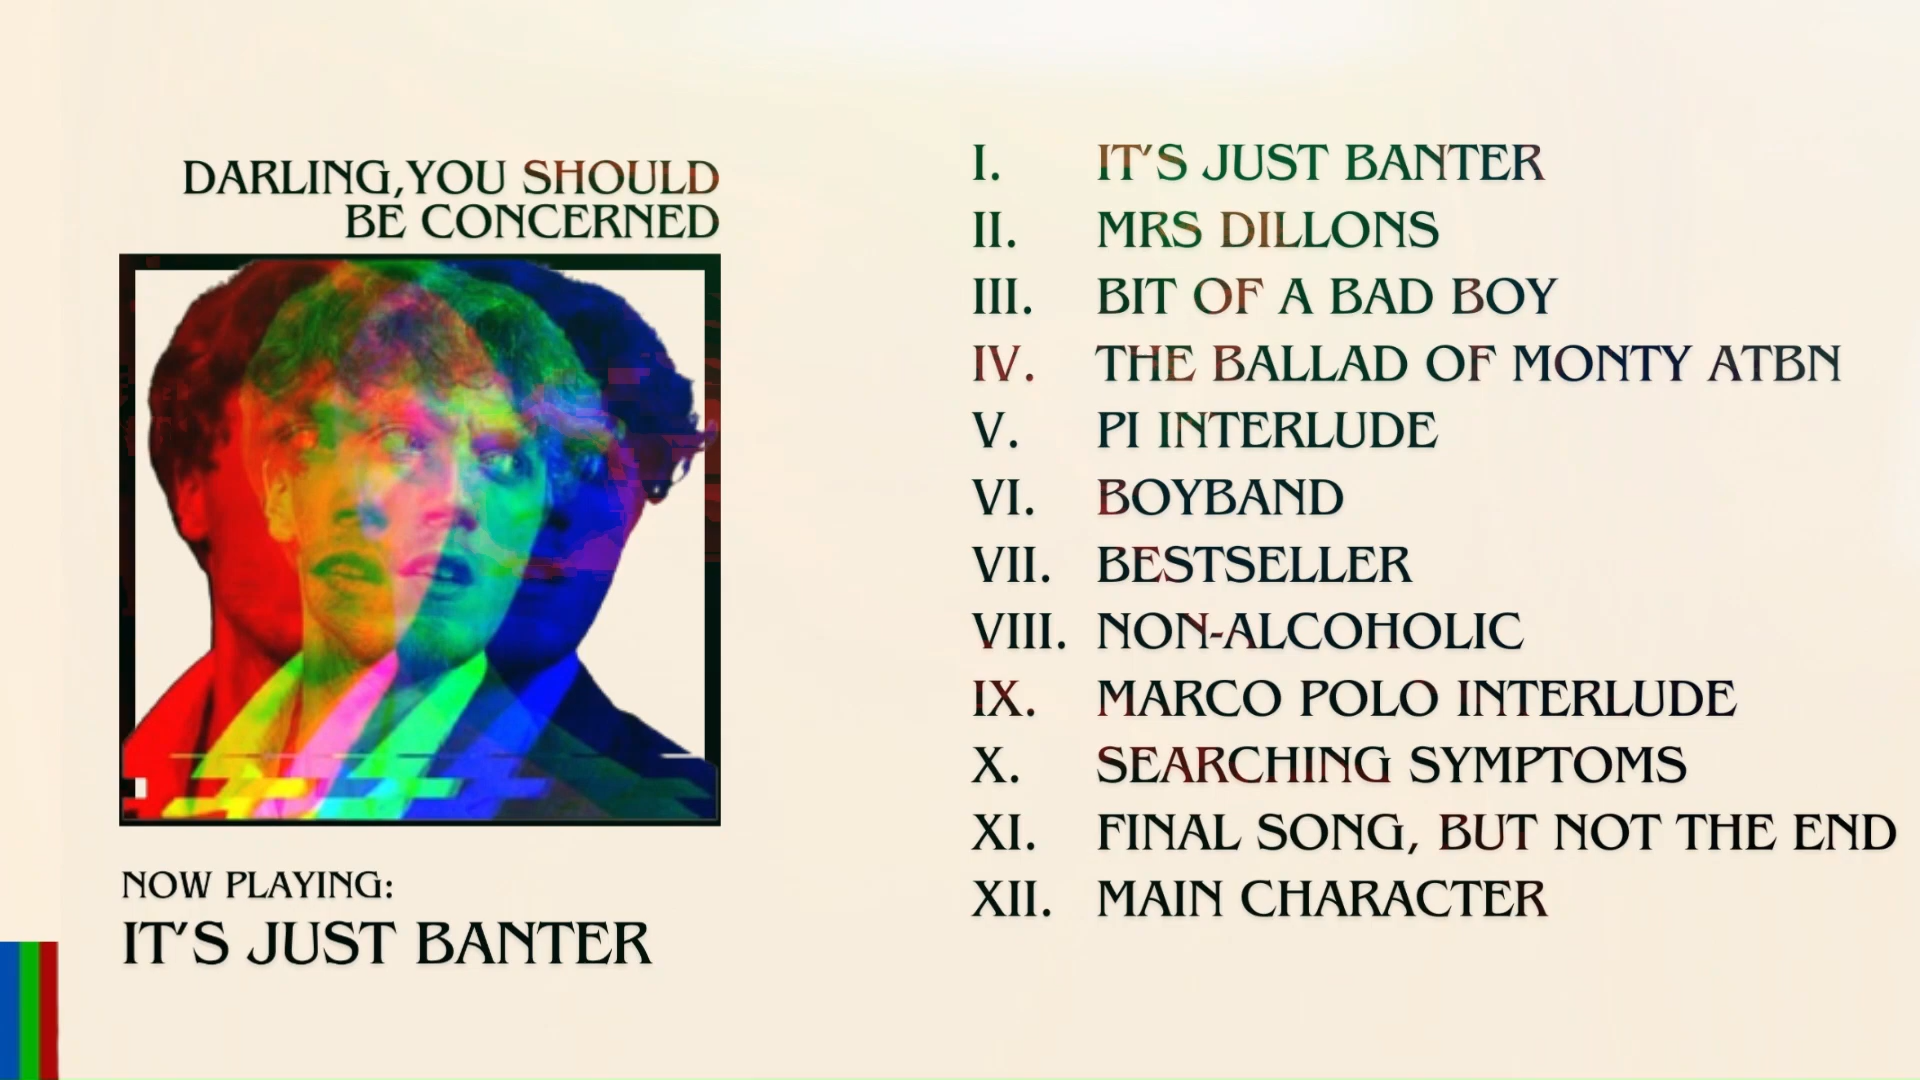 DARLING,YOU SHOULD
BE CONCERNED
NOW PLAYING:
IT'S JUST BANTER
I. IT'S JUST BANTER
II. MRS DILLONS
III. BIT OF A BAD BOY
IV. THE BALLAD OF MONTY ATBN
V. PI INTERLUDE
VI. BOYBAND
VII. BESTSELLER
VIII. NON-ALCOHOLIC
IX. MARCO POLO INTERLUDE
X. SEARCHING SYMPTOMS
XI. FINAL SONG, BUT NOT THE END
XII. MAIN CHARACTER